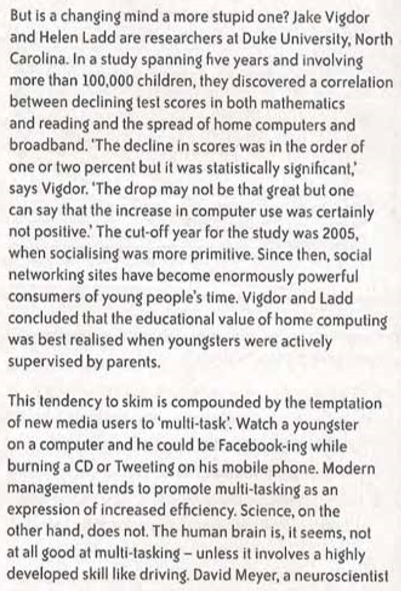 But is a changing mind a more stupid one? Jake Vigdor
and Helen Ladd are researchers at Duke University, North
Carolina. In a study spanning five years and involving
more than 100,000 children, they discovered a correlation
between declining test scores in both mathematics
and reading and the spread of home computers and
broadband. ‘The decline in scores was in the order of
one or two percent but it was statistically significant,’
says Vigdor. ‘The drop may not be that great but one
can say that the increase in computer use was certainly
not positive.’ The cut-off year for the study was 2005,
when socialising was more primitive. Since then, social
networking sites have become enormously powerful
consumers of young people’s time. Vigdor and Ladd
concluded that the educational value of home computing
was best realised when youngsters were actively
supervised by parents.
This tendency to skim is compounded by the temptation
of new media users to ‘multi-task’. Watch a youngster
on a computer and he could be Facebook-ing while
burning a CD or Tweeting on his mobile phone. Modern
management tends to promote multi-tasking as an
expression of increased efficiency. Science, on the
other hand, does not. The human brain is, it seems, not
at all good at multi-tasking – unless it involves a highly
developed skill like driving. David Meyer, a neuroscientist